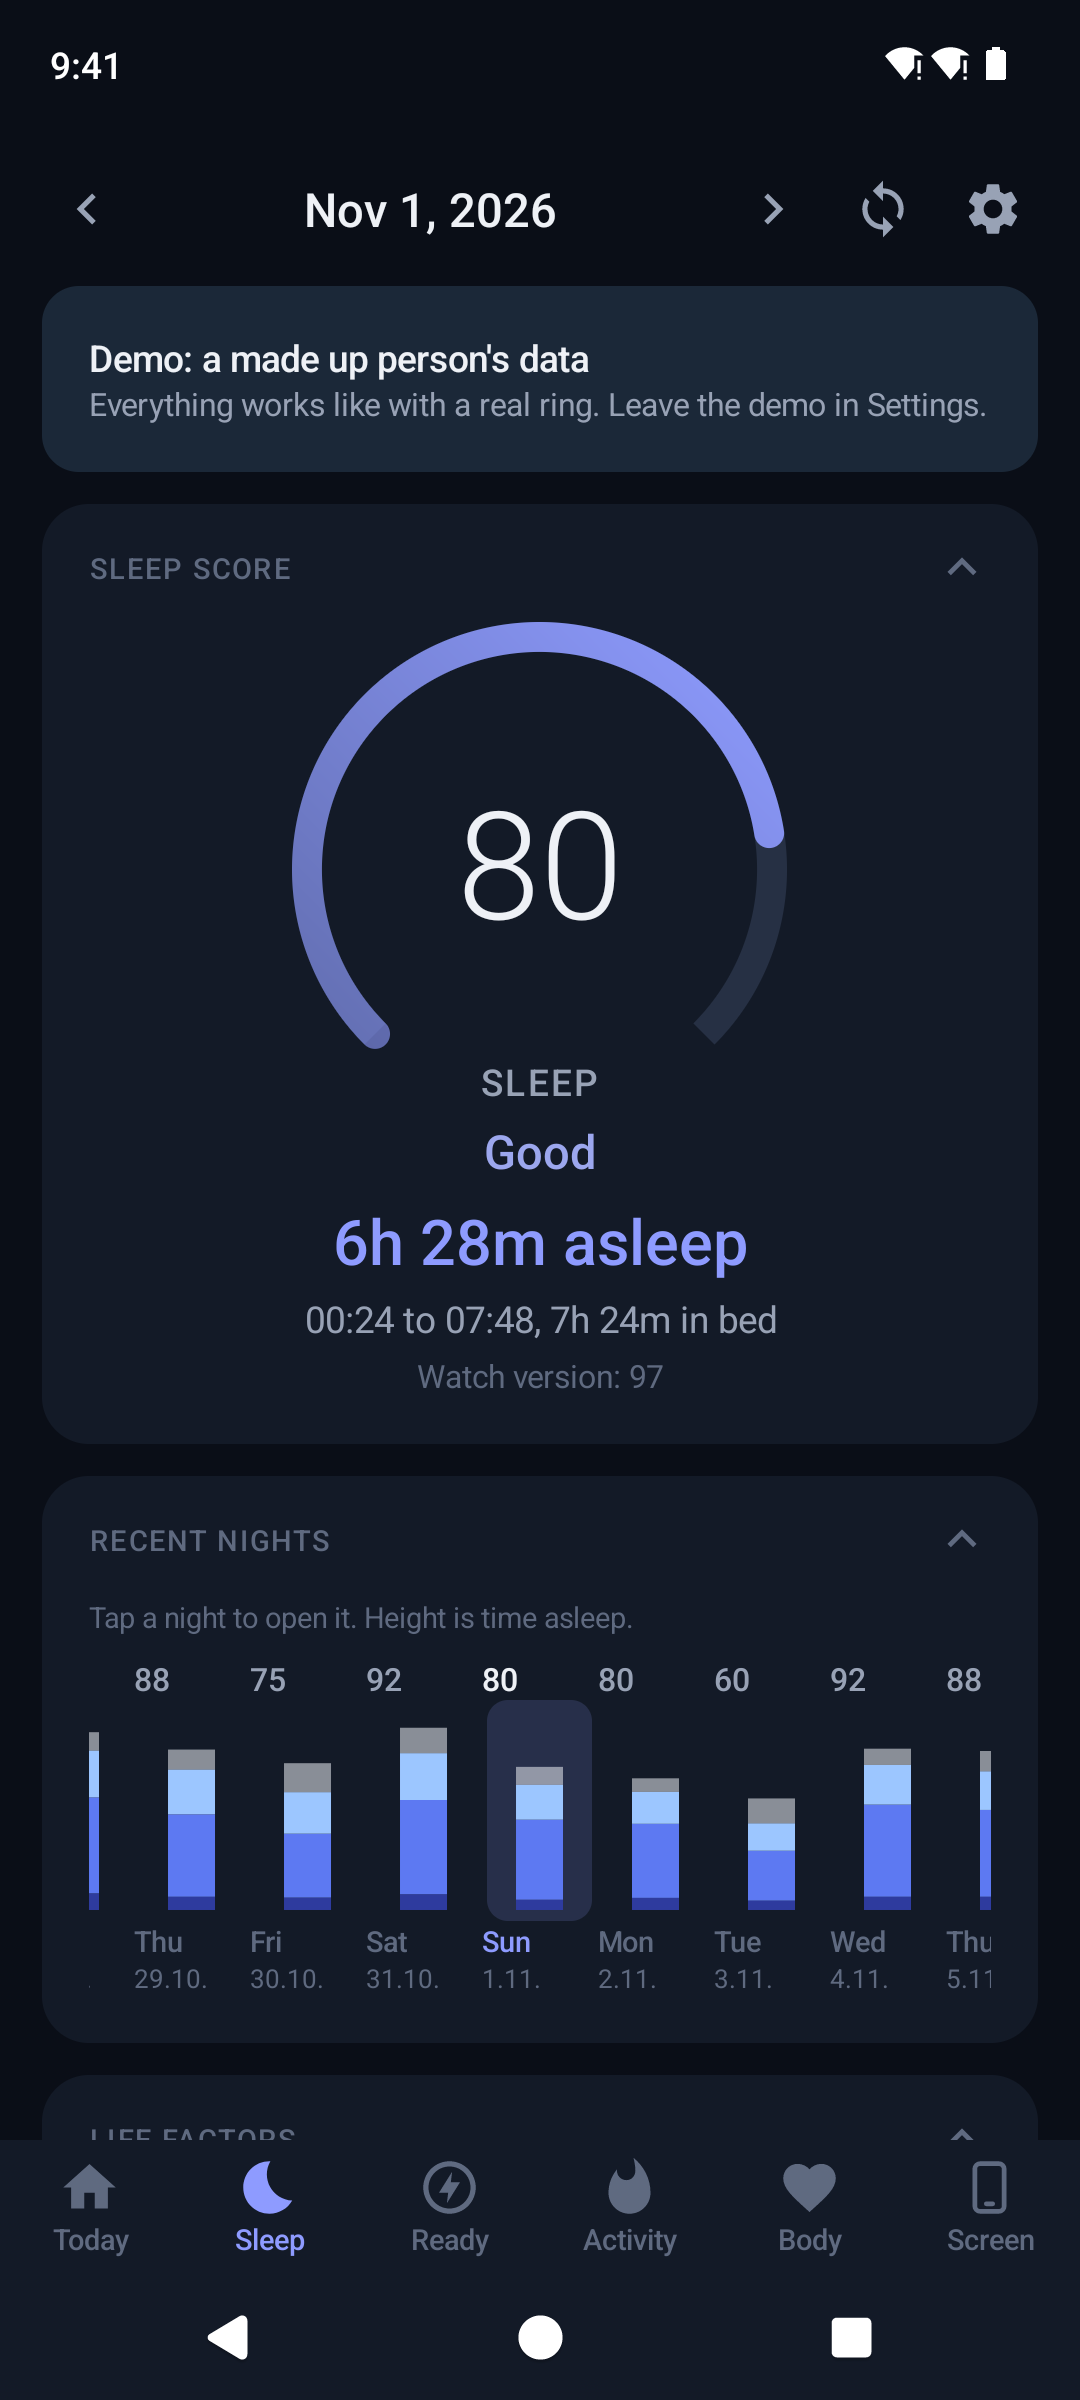 9:41
Nov 1, 2026
Demo: a made up person's data
Everything works like with a real ring. Leave the demo in Settings.
SLEEP SCORE
80
SLEEP
Good
6h 28m asleep
00:24 to 07:48, 7h 24m in bed
Watch version: 97
RECENT NIGHTS
Tap a night to open it. Height is time asleep.
88 75 92 80 80 60 92 88
Thu Fri Sat Sun Mon Tue Wed Thu
29.10. 30.10. 31.10. 1.11. 2.11. 3.11. 4.11. 5.11
LIFE FACTORS
Today Sleep Ready Activity Body Screen